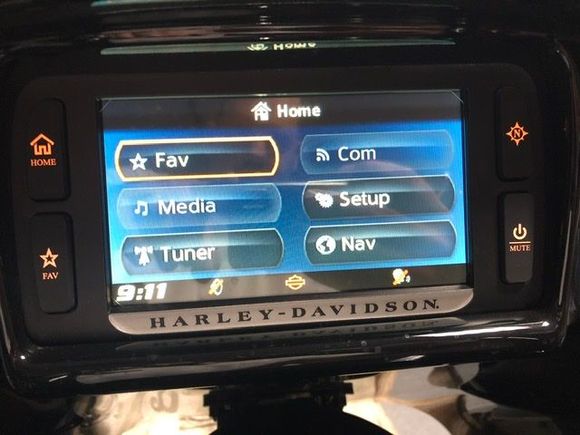 Home
Fav
Com
Media
Setup
Tuner
Nav
9:11
HOME
FAV
N
MUTE
HARLEY-DAVIDSON